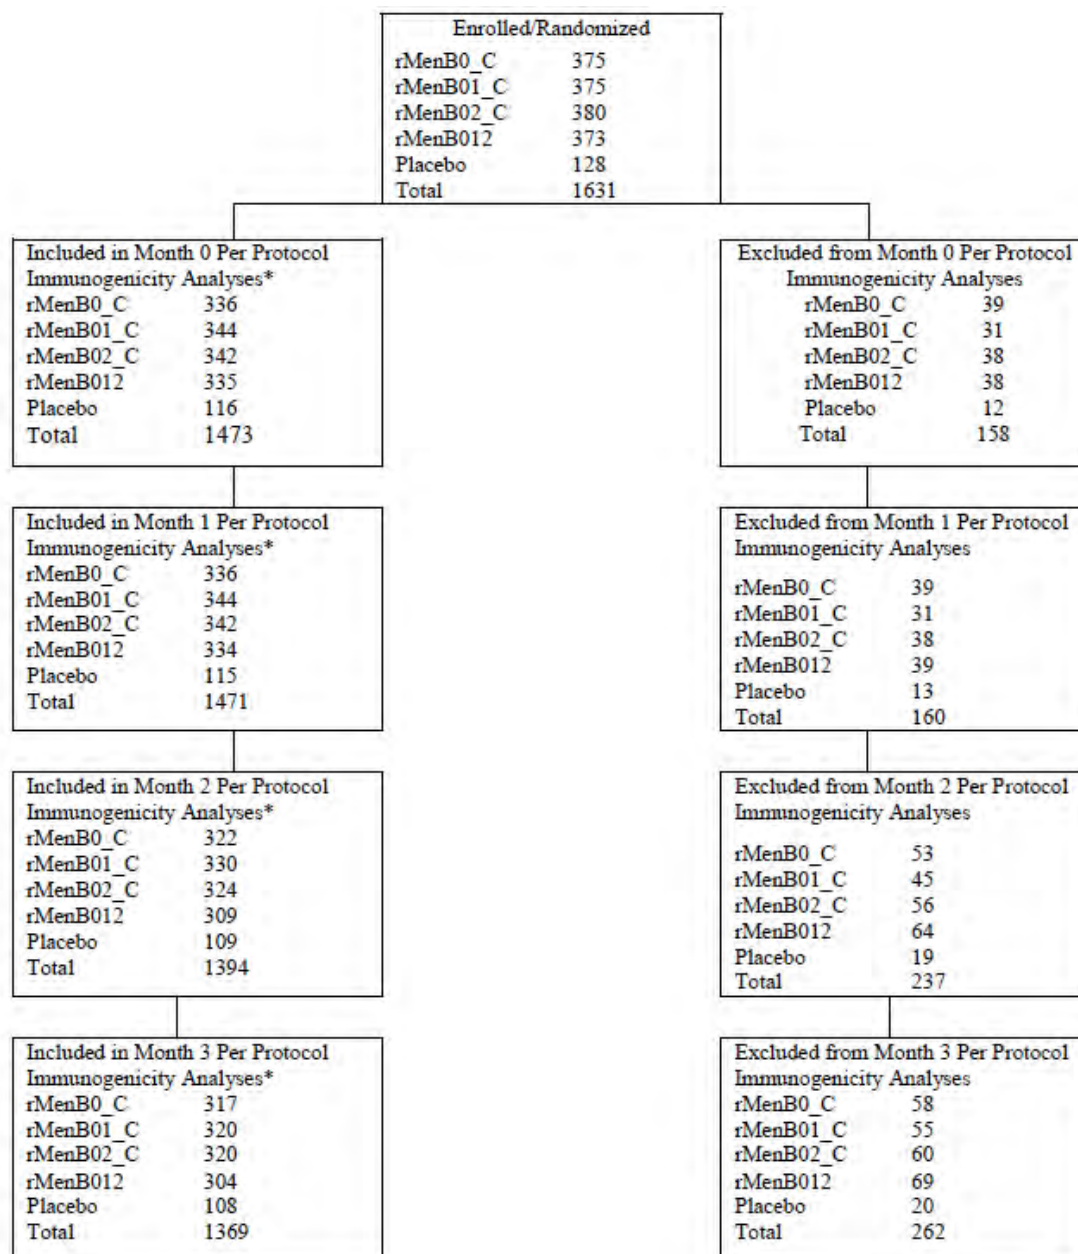 Enrolled/Randomized
rMenB0_C 375
rMenB01_C 375
rMenB02_C 380
rMenB012 373
Placebo 128
Total 1631
Included in Month 0 Per Protocol
Immunogenicity Analyses*
rMenB0_C 336
rMenB01_C 344
rMenB02_C 342
rMenB012 335
Placebo 116
Total 1473
Excluded from Month 0 Per Protocol
Immunogenicity Analyses
rMenB0_C 39
rMenB01_C 31
rMenB02_C 38
rMenB012 38
Placebo 12
Total 158
Included in Month 1 Per Protocol
Immunogenicity Analyses*
rMenB0_C 336
rMenB01_C 344
rMenB02_C 342
rMenB012 334
Placebo 115
Total 1471
Excluded from Month 1 Per Protocol
Immunogenicity Analyses
rMenB0_C 39
rMenB01_C 31
rMenB02_C 38
rMenB012 39
Placebo 13
Total 160
Included in Month 2 Per Protocol
Immunogenicity Analyses*
rMenB0_C 322
rMenB01_C 330
rMenB02_C 324
rMenB012 309
Placebo 109
Total 1394
Excluded from Month 2 Per Protocol
Immunogenicity Analyses
rMenB0_C 53
rMenB01_C 45
rMenB02_C 56
rMenB012 64
Placebo 19
Total 237
Included in Month 3 Per Protocol
Immunogenicity Analyses*
rMenB0_C 317
rMenB01_C 320
rMenB02_C 320
rMenB012 304
Placebo 108
Total 1369
Excluded from Month 3 Per Protocol
Immunogenicity Analyses
rMenB0_C 58
rMenB01_C 55
rMenB02_C 60
rMenB012 69
Placebo 20
Total 262